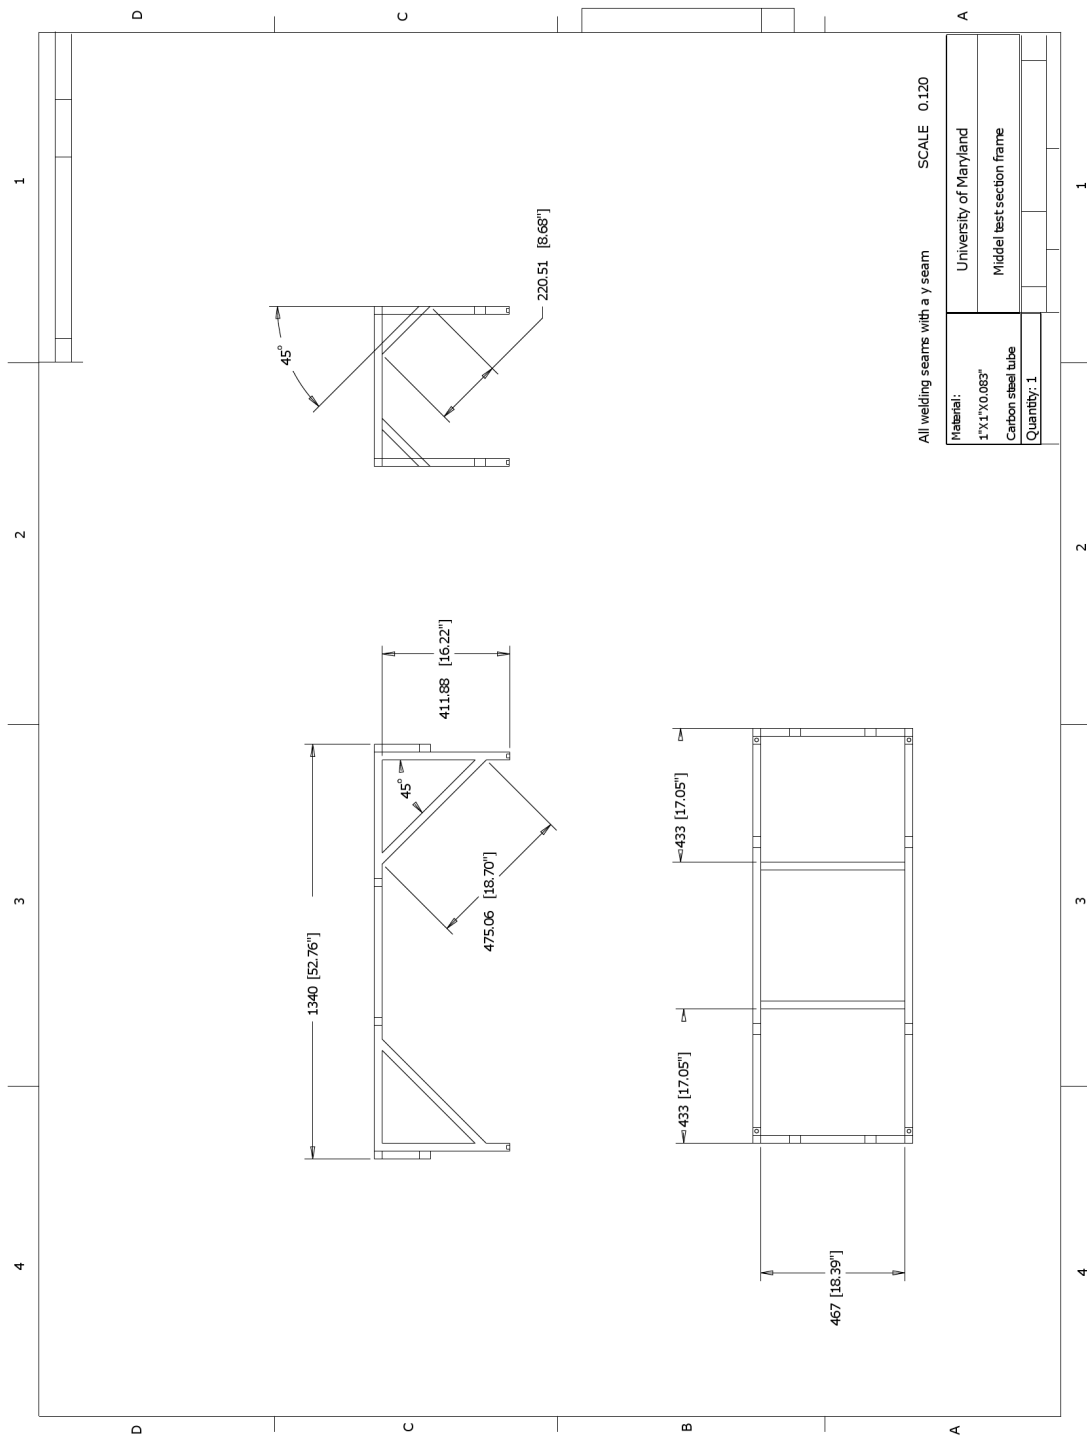 D
C
A
1
1
220.51 [8.68"]
45°
SCALE 0.120
All welding seams with a y seam
University of Maryland
Middel test section frame
Material:
1"X1"X0.083"
Carbon steel tube
Quantity: 1
2
2
411.88 [16.22"]
45°
475.06 [18.70"]
1340 [52.76"]
433 [17.05"]
433 [17.05"]
467 [18.39"]
3
3
4
4
D
C
B
A